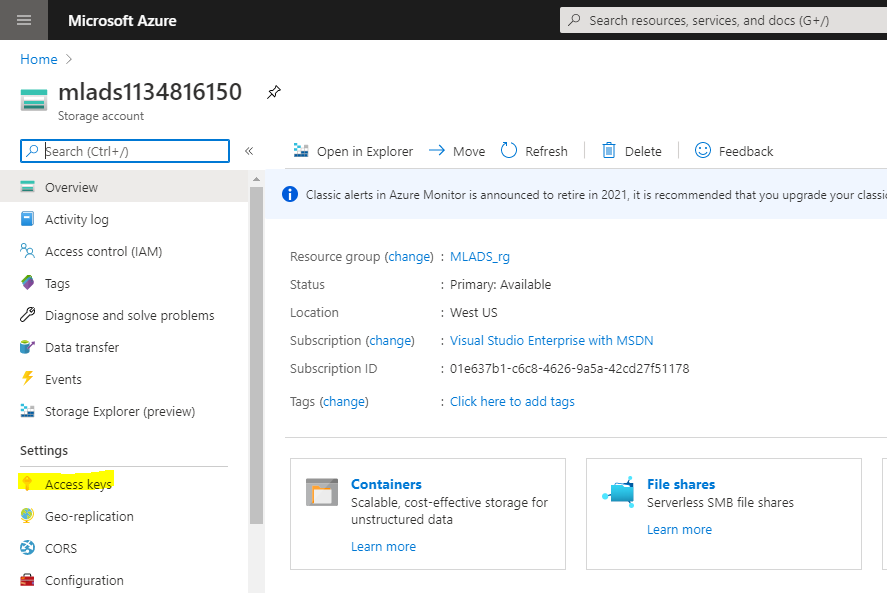 Microsoft Azure
Search resources, services, and docs (G+/)
Home
mlads1134816150
Storage account
Search (Ctrl+/)
«
Open in Explorer
Move
Refresh
Delete
Feedback
Overview
Activity log
Access control (IAM)
Tags
Diagnose and solve problems
Data transfer
Events
Storage Explorer (preview)
Settings
Access keys
Geo-replication
CORS
Configuration
Classic alerts in Azure Monitor is announced to retire in 2021, it is recommended that you upgrade your classi
Resource group (change) : MLADS_rg
Status : Primary: Available
Location : West US
Subscription (change) : Visual Studio Enterprise with MSDN
Subscription ID : 01e637b1-c6c8-4626-9a5a-42cd27f51178
Tags (change) : Click here to add tags
Containers
Scalable, cost-effective storage for
unstructured data
Learn more
File shares
Serverless SMB file shares
Learn more